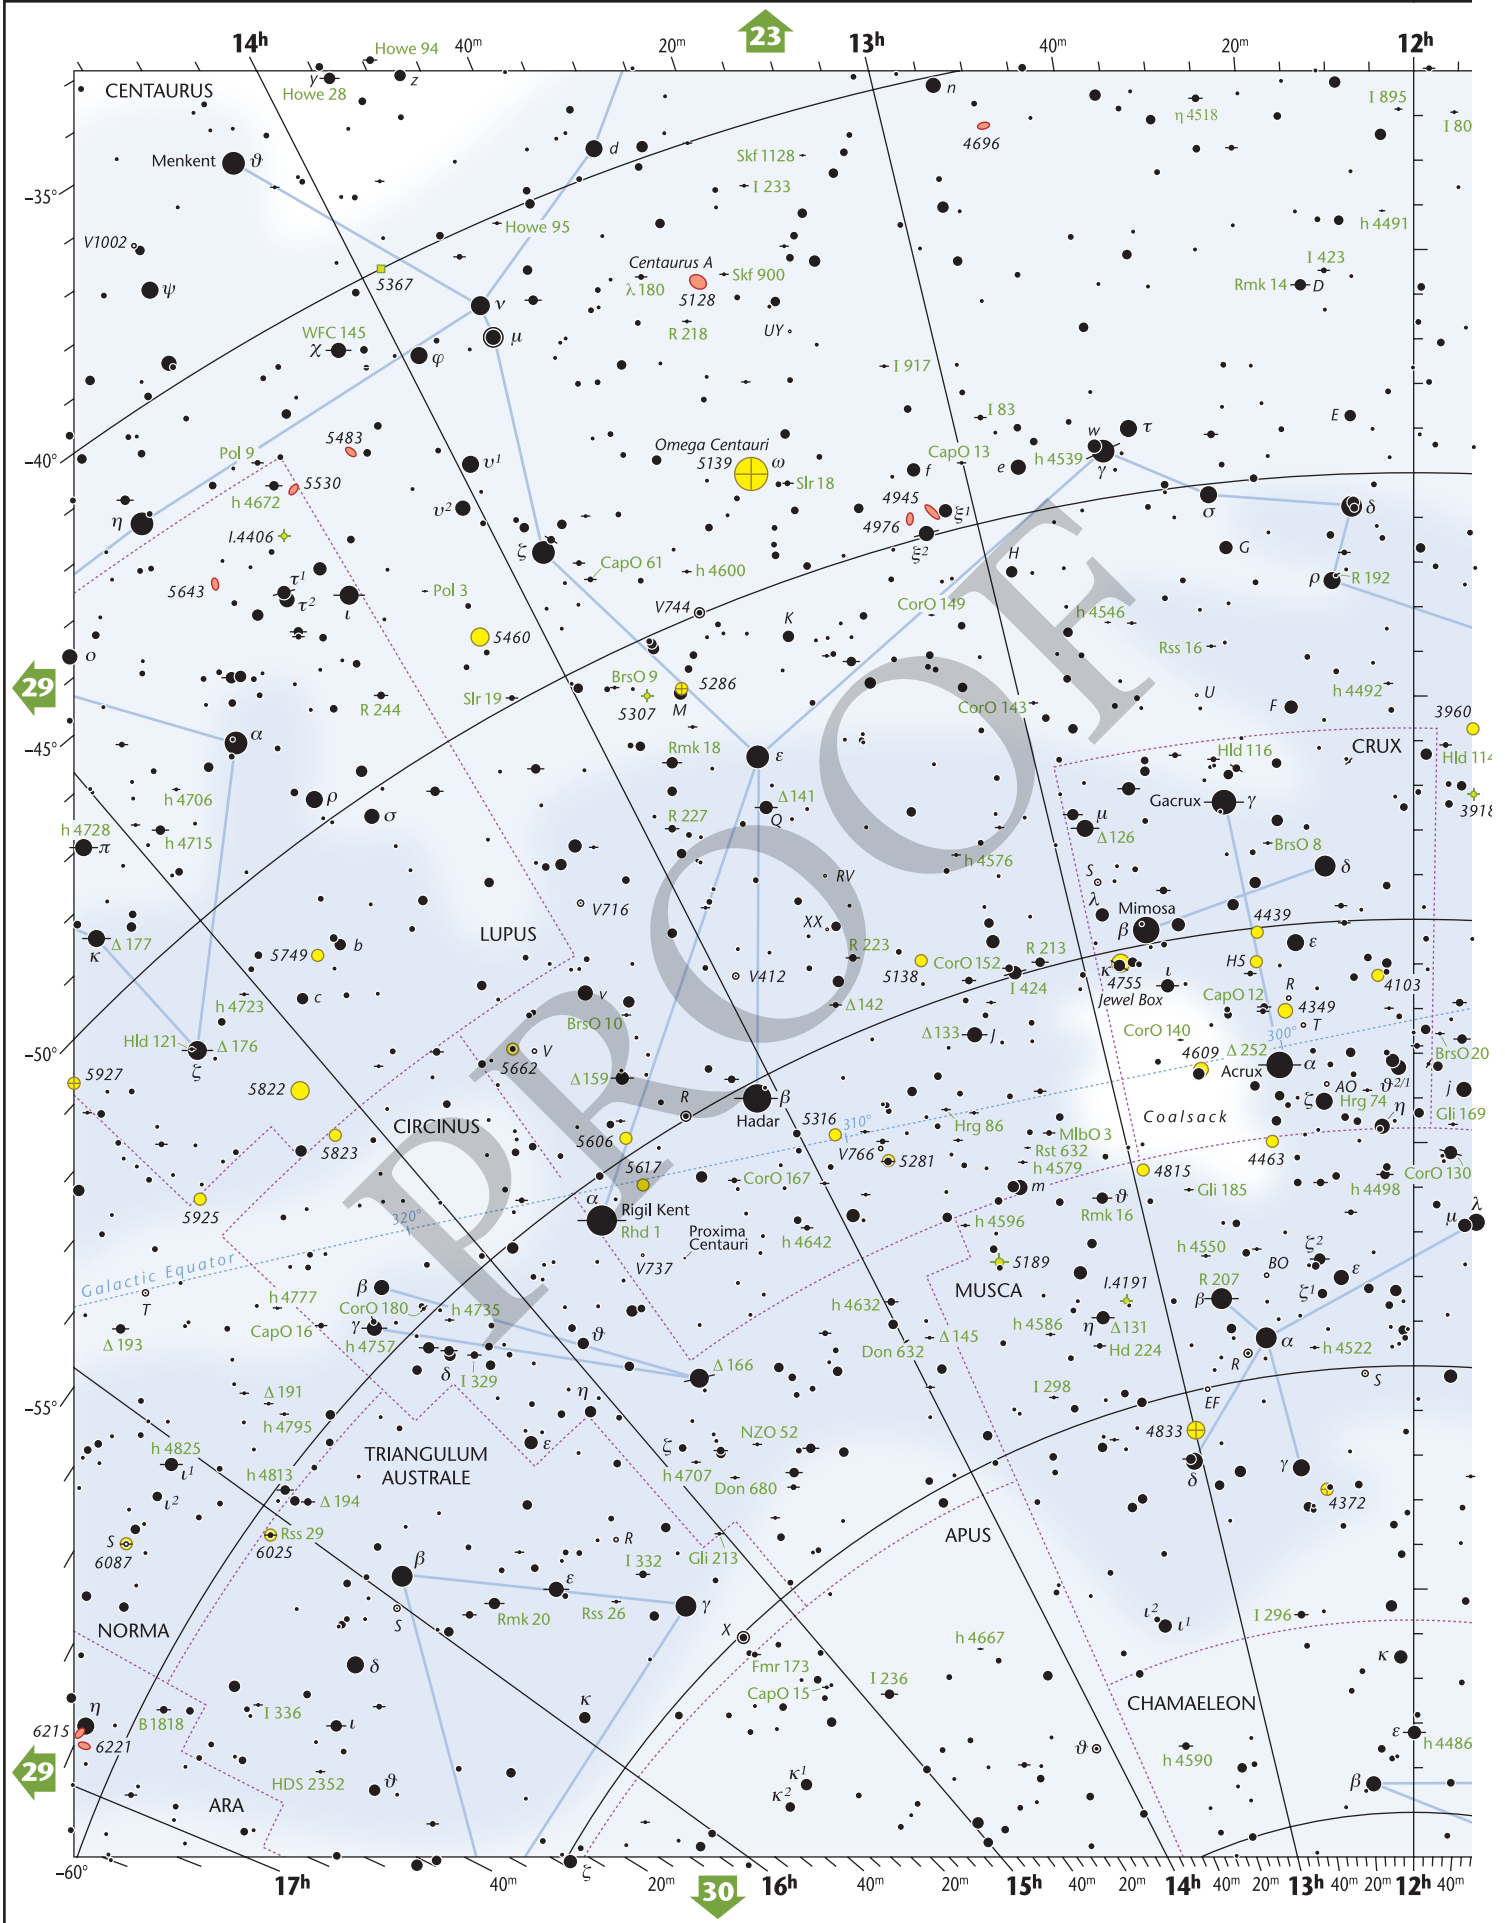 23
14h
40m
20m
13h
40m
20m
12h
Howe 94
CENTAURUS
y
z
Howe 28
n
η 4518
I 895
I 80
4696
Menkent ϑ
d
Skf 1128
I 233
–35°
Howe 95
h 4491
V1002
Centaurus A
Skf 900
λ 180
5128
I 423
Rmk 14
D
5367
ψ
ν
R 218
UY
WFC 145
χ
μ
φ
I 917
I 83
E
5483
Pol 9
Omega Centauri
5139
ω
CapO 13
w
τ
h 4539
γ
–40°
υ1
f
e
5530
h 4672
Slr 18
4945
ξ1
σ
δ
υ2
η
4976
ξ2
I.4406
ζ
H
G
CapO 61
h 4600
5643
τ1
τ2
ι
Pol 3
ρ
R 192
V744
K
CorO 149
h 4546
5460
Rss 16
ο
29
BrsO 9
5286
5307
M
Slr 19
R 244
U
F
h 4492
CorO 143
3960
α
–45°
Rmk 18
ε
CRUX
Hld 116
Hld 114
Gacrux γ
h 4706
ρ
Δ 141
Q
3918
σ
R 227
μ
Δ 126
h 4728
h 4715
π
BrsO 8
h 4576
δ
S
RV
λ
V716
Mimosa
β
XX
LUPUS
4439
Δ 177
κ
b
5749
ε
R 223
5138
CorO 152
R 213
κ
4755
Jewel Box
H5
ι
V412
I 424
R
4103
h 4723
c
v
Δ 142
CapO 12
4349
BrsO 10
Δ 133
J
T
CorO 140
300°
Hld 121
Δ 176
ζ
–50°
5662
V
4609
Δ 252
Acrux
α
BrsO 20
5927
Δ 159
AO
ϑ2/1
j
5822
β
Hadar
R
ζ
Hrg 74
η
CIRCINUS
5316
310°
Hrg 86
Coalsack
Gli 169
5823
5606
V766
5281
MlbO 3
Rst 632
h 4579
4463
4815
CorO 130
5617
CorO 167
m
ϑ
Gli 185
h 4498
5925
α
Rigil Kent
Rhd 1
320°
Rmk 16
h 4596
μ
λ
Proxima
Centauri
h 4642
V737
ζ2
h 4550
5189
Galactic Equator
BO
ε
β
MUSCA
I.4191
R 207
ζ1
T
h 4777
CorO 180
h 4735
h 4632
β
γ
Δ 193
CapO 16
h 4757
ϑ
h 4586
η
Δ 131
Δ 145
Hd 224
α
h 4522
Don 632
R
δ
I 329
Δ 166
S
Δ 191
η
I 298
EF
h 4795
NZO 52
4833
h 4825
TRIANGULUM
AUSTRALE
ε
ζ
ι1
h 4813
h 4707
δ
γ
Don 680
ι2
Δ 194
4372
S
6087
Rss 29
6025
APUS
R
Gli 213
I 332
β
ε
Rmk 20
Rss 26
γ
S
ι2
ι1
I 296
NORMA
X
h 4667
κ
δ
Fmr 173
CapO 15
I 236
CHAMAELEON
κ
η
6215
B1818
I 336
ι
6221
ϑ
h 4590
ε
h 4486
29
HDS 2352
ϑ
κ1
κ2
β
ARA
–60°
ξ
17h
40m
20m
16h
15h
40m
20m
14h
40m
20m
13h
40m
20m
12h
40m
30
PROOF